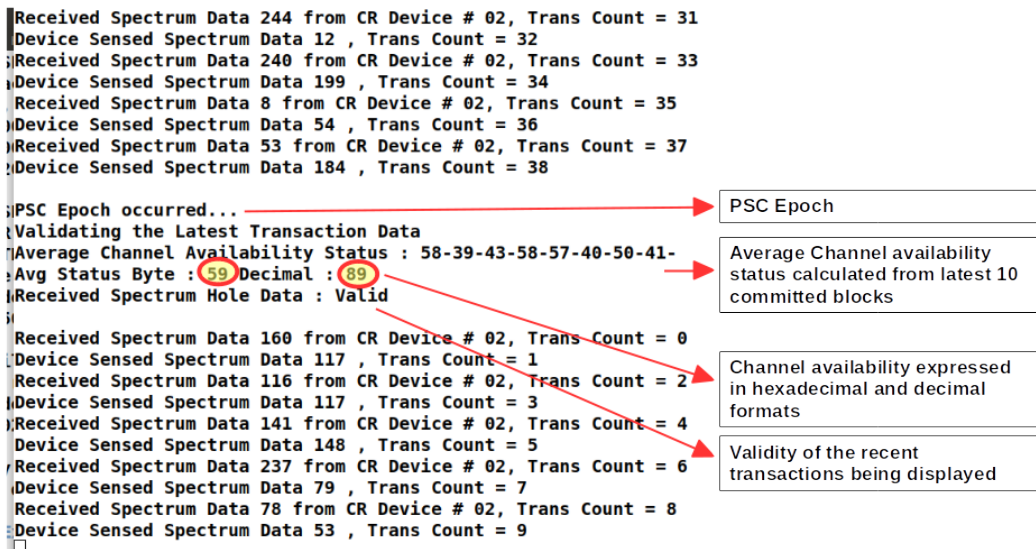 Received Spectrum Data 244 from CR Device # 02, Trans Count = 31
Device Sensed Spectrum Data 12 , Trans Count = 32
Received Spectrum Data 240 from CR Device # 02, Trans Count = 33
Device Sensed Spectrum Data 199 , Trans Count = 34
Received Spectrum Data 8 from CR Device # 02, Trans Count = 35
Device Sensed Spectrum Data 54 , Trans Count = 36
Received Spectrum Data 53 from CR Device # 02, Trans Count = 37
Device Sensed Spectrum Data 184 , Trans Count = 38
PSC Epoch occurred...
Validating the Latest Transaction Data
Average Channel Availability Status : 58-39-43-58-57-40-50-41-
Avg Status Byte : 59 Decimal : 89
Received Spectrum Hole Data : Valid
Received Spectrum Data 160 from CR Device # 02, Trans Count = 0
Device Sensed Spectrum Data 117 , Trans Count = 1
Received Spectrum Data 116 from CR Device # 02, Trans Count = 2
Device Sensed Spectrum Data 117 , Trans Count = 3
Received Spectrum Data 141 from CR Device # 02, Trans Count = 4
Device Sensed Spectrum Data 148 , Trans Count = 5
Received Spectrum Data 237 from CR Device # 02, Trans Count = 6
Device Sensed Spectrum Data 79 , Trans Count = 7
Received Spectrum Data 78 from CR Device # 02, Trans Count = 8
Device Sensed Spectrum Data 53 , Trans Count = 9
PSC Epoch
Average Channel availability
status calculated from latest 10
committed blocks
Channel availability expressed
in hexadecimal and decimal
formats
Validity of the recent
transactions being displayed